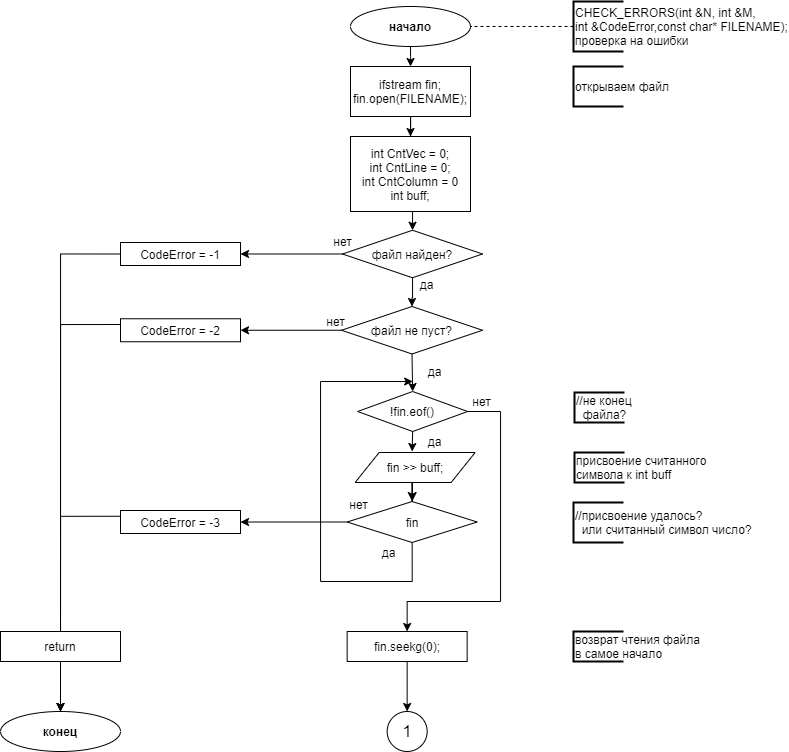 начало
CHECK_ERRORS(int &N, int &M,
int &CodeError,const char* FILENAME);
проверка на ошибки
ifstream fin;
fin.open(FILENAME);
открываем файл
int CntVec = 0;
int CntLine = 0;
int CntColumn = 0
int buff;
нет
CodeError = -1
файл найден?
да
нет
CodeError = -2
файл не пуст?
да
!fin.eof()
нет
//не конец
файла?
да
fin >> buff;
присвоение считанного
символа к int buff
нет
CodeError = -3
fin
//присвоение удалось?
или считанный символ число?
да
return
fin.seekg(0);
возврат чтения файла
в самое начало
конец
1